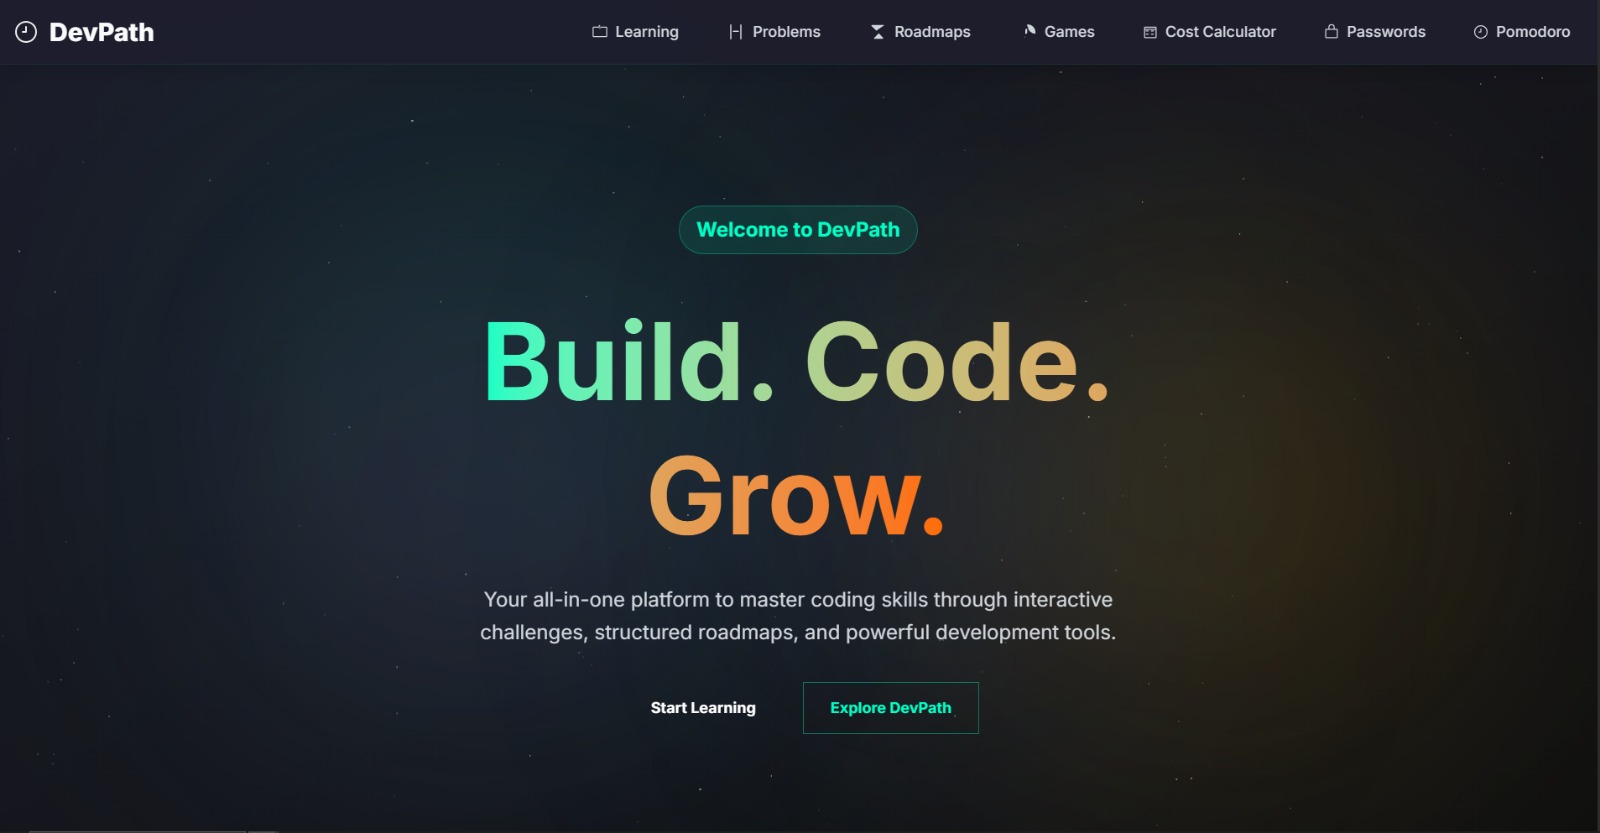 DevPath
Learning
Problems
Roadmaps
Games
Cost Calculator
Passwords
Pomodoro
Welcome to DevPath
Build. Code.
Grow.
Your all-in-one platform to master coding skills through interactive
challenges, structured roadmaps, and powerful development tools.
Start Learning
Explore DevPath